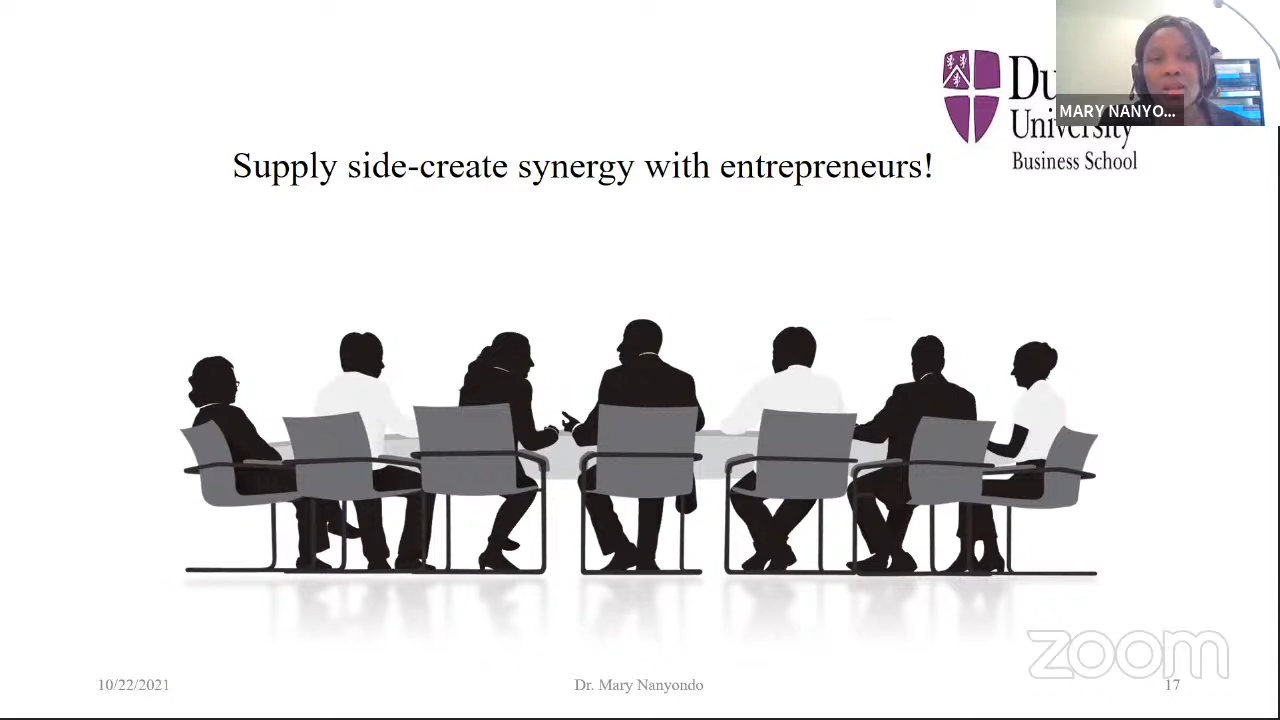 MARY NANYO...
University
Business School
Supply side-create synergy with entrepreneurs!
zoom
10/22/2021
Dr. Mary Nanyondo
17